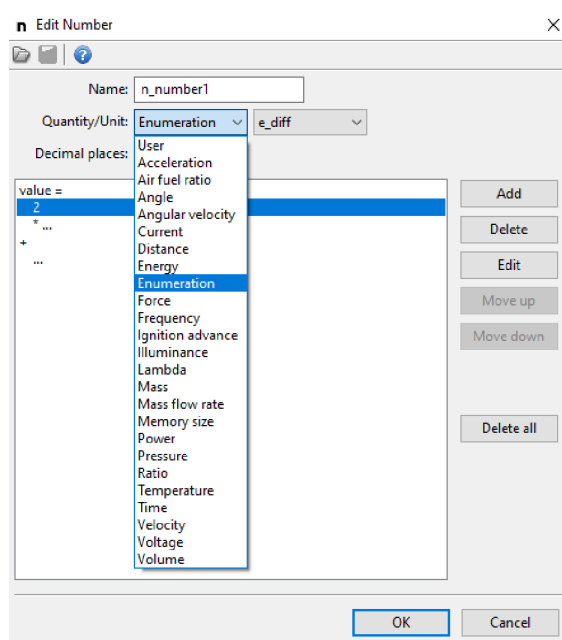 n Edit Number
Name: n_number1
Quantity/Unit: Enumeration e_diff
Decimal places:
User
Acceleration
Air fuel ratio
Angle
Angular velocity
Current
Distance
Energy
Enumeration
Force
Frequency
Ignition advance
Illuminance
Lambda
Mass
Mass flow rate
Memory size
Power
Pressure
Ratio
Temperature
Time
Velocity
Voltage
Volume
value =
2
* ...
+
...
Add
Delete
Edit
Move up
Move down
Delete all
OK Cancel